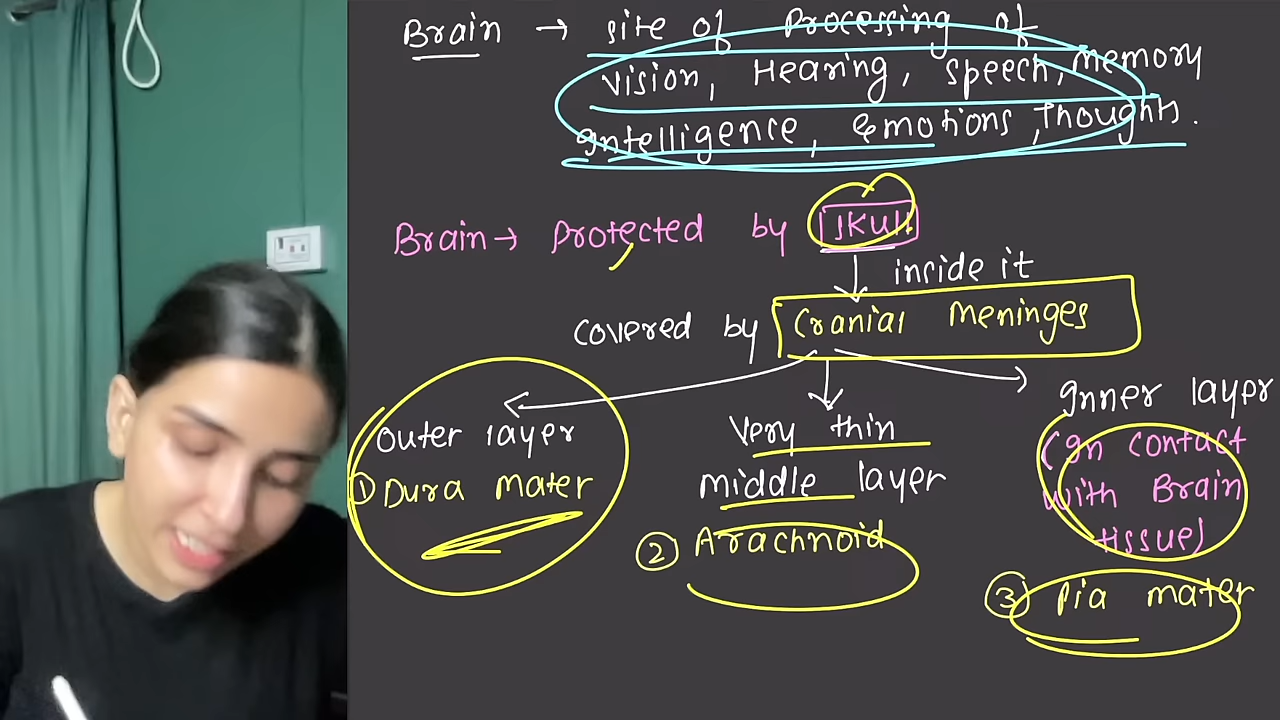 Brain → site of Processing of
vision, Hearing, speech, memory
Intelligence, emotions, Thoughts.
Brain → Protected by skull
inside it
covered by Cranial Meninges
outer layer
① Dura mater
Very thin
middle layer
② Arachnoid
Inner layer
(In contact
with Brain
tissue)
③ Pia mater